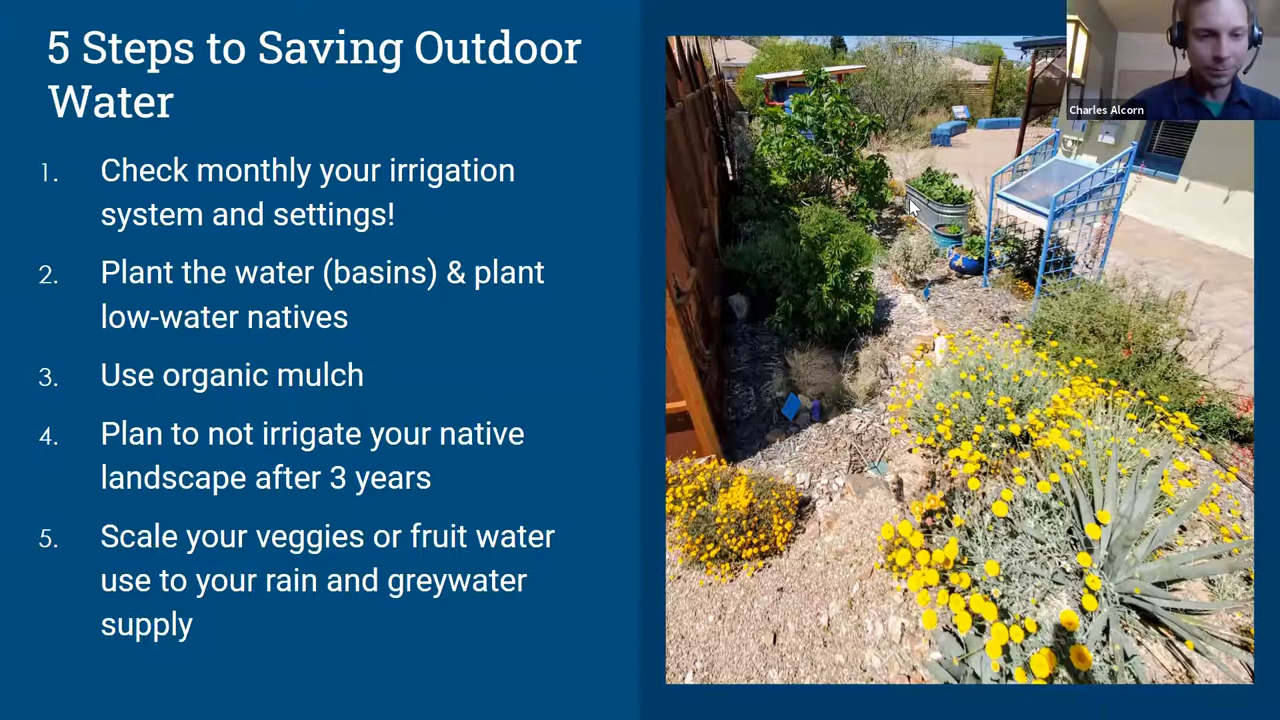 5 Steps to Saving Outdoor
Water
1. Check monthly your irrigation
system and settings!
2. Plant the water (basins) & plant
low-water natives
3. Use organic mulch
4. Plan to not irrigate your native
landscape after 3 years
5. Scale your veggies or fruit water
use to your rain and greywater
supply
Charles Alcorn